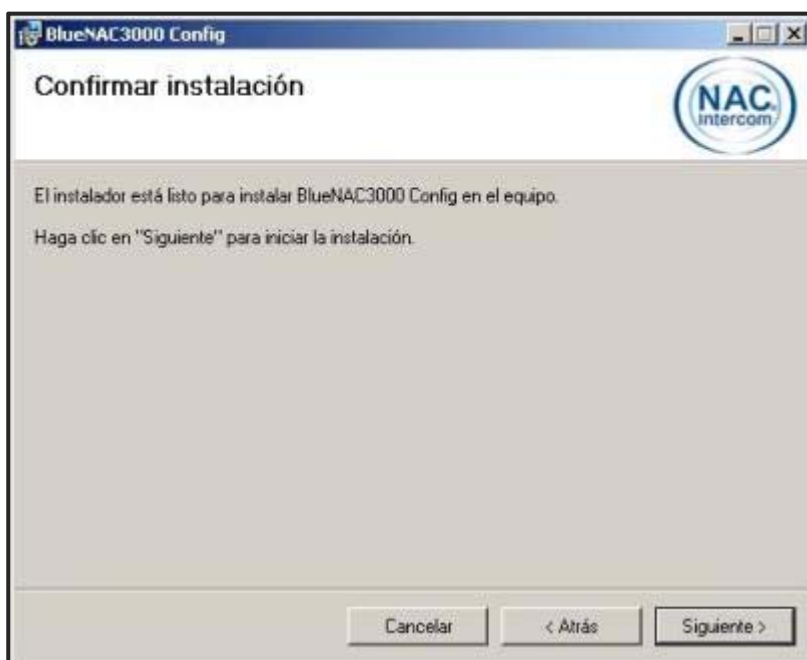 BlueNAC3000 Config
Confirmar instalación
NAC
intercom
El instalador está listo para instalar BlueNAC3000 Config en el equipo.
Haga clic en "Siguiente" para iniciar la instalación.
Cancelar
< Atrás
Siguiente >